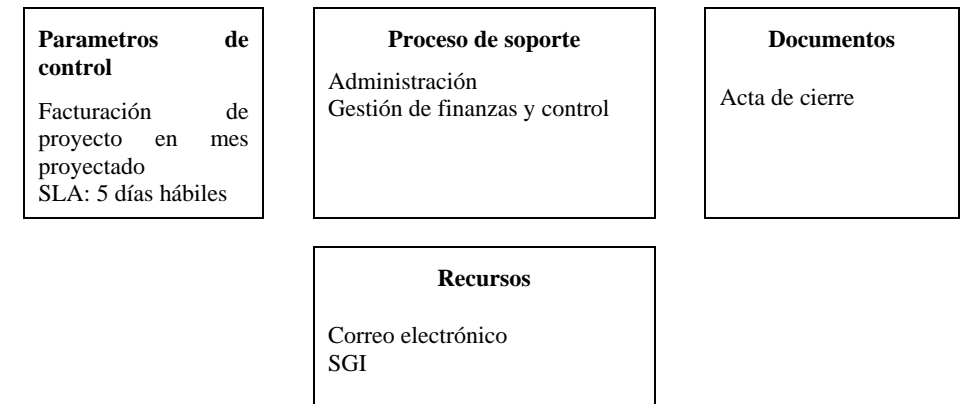 Parametros de
control
Facturación de
proyecto en mes
proyectado
SLA: 5 días hábiles
Proceso de soporte
Administración
Gestión de finanzas y control
Documentos
Acta de cierre
Recursos
Correo electrónico
SGI